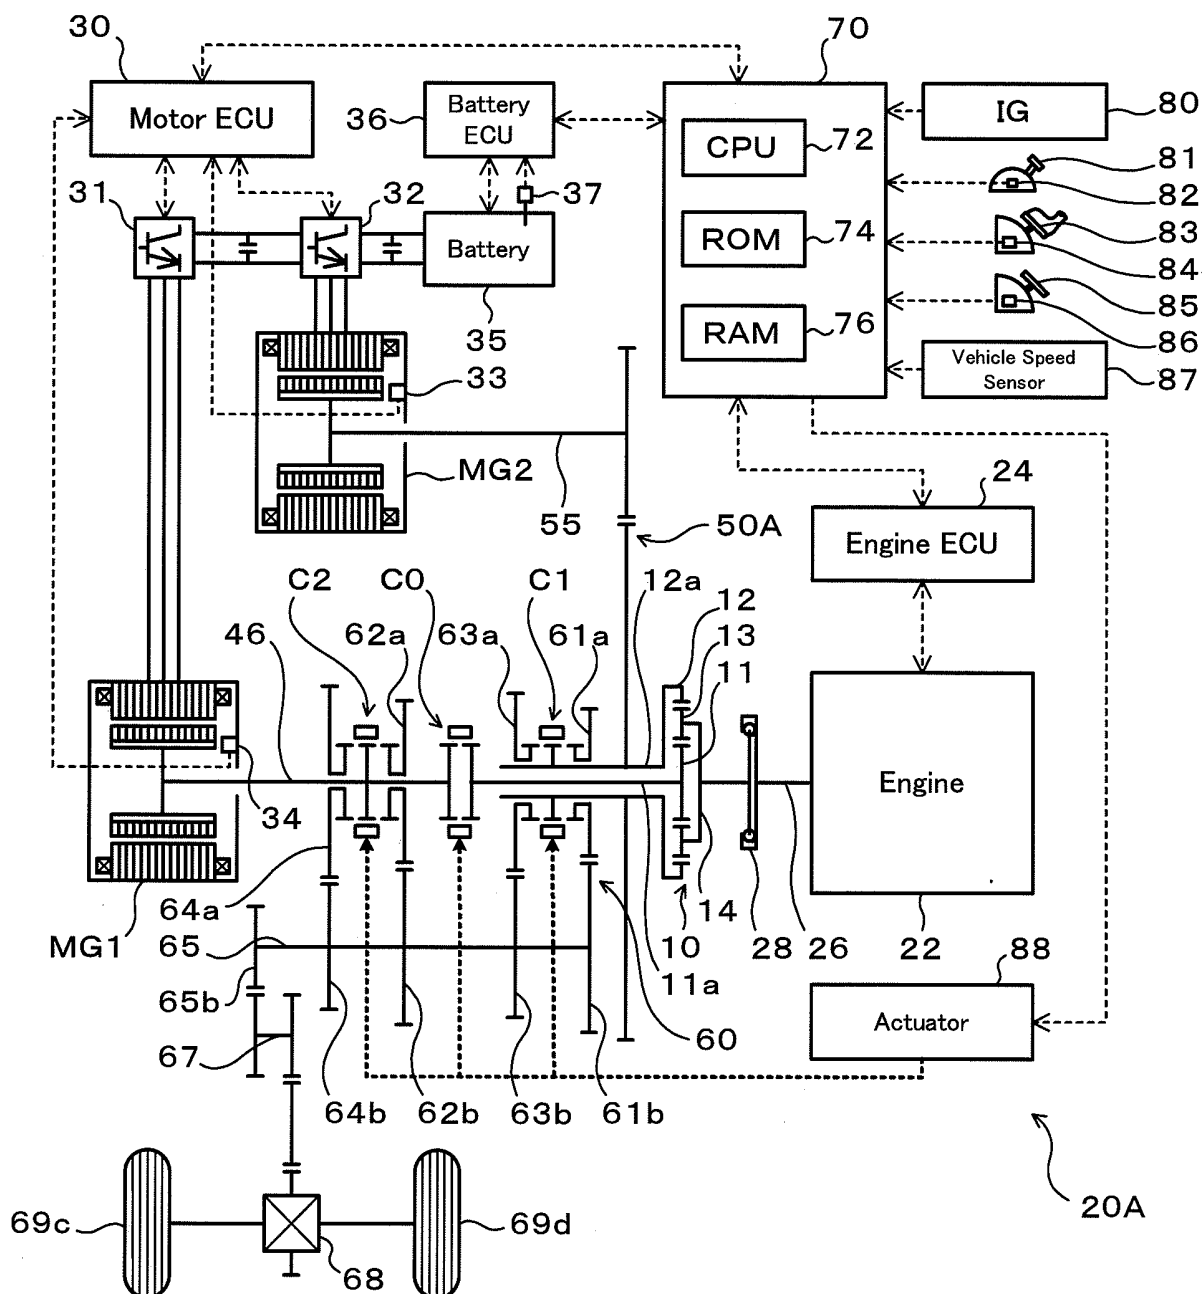 30
70
Motor ECU
Battery
ECU
36
IG
80
CPU
72
81
82
37
31
32
Battery
ROM
74
83
84
35
85
RAM
76
86
33
Vehicle Speed
Sensor
87
MG2
55
24
50A
Engine ECU
C2
C0
C1
12a
12
46
62a
63a
61a
13
11
Engine
34
64a
MG1
65
10
14
28
26
22
88
65b
11a
67
60
Actuator
64b
62b
63b
61b
20A
69c
69d
68